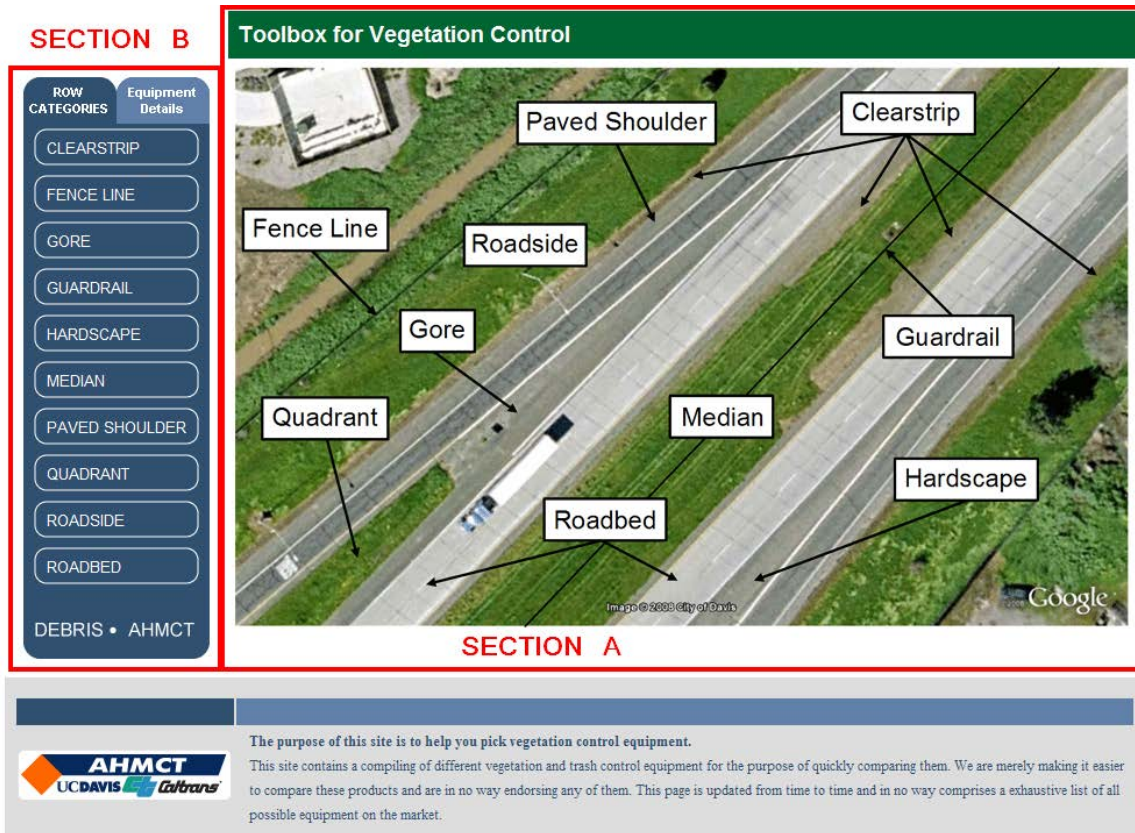 SECTION B
Toolbox for Vegetation Control
ROW
CATEGORIES
Equipment
Details
CLEARSTRIP
FENCE LINE
GORE
GUARDRAIL
HARDSCAPE
MEDIAN
PAVED SHOULDER
QUADRANT
ROADSIDE
ROADBED
DEBRIS • AHMCT
Paved Shoulder
Clearstrip
Fence Line
Roadside
Gore
Guardrail
Quadrant
Median
Hardscape
Roadbed
Image © 2008 City of Davis
2008 Google
SECTION A
AHMCT
UCDAVIS Caltrans
The purpose of this site is to help you pick vegetation control equipment.
This site contains a compiling of different vegetation and trash control equipment for the purpose of quickly comparing them. We are merely making it easier
to compare these products and are in no way endorsing any of them. This page is updated from time to time and in no way comprises a exhaustive list of all
possible equipment on the market.